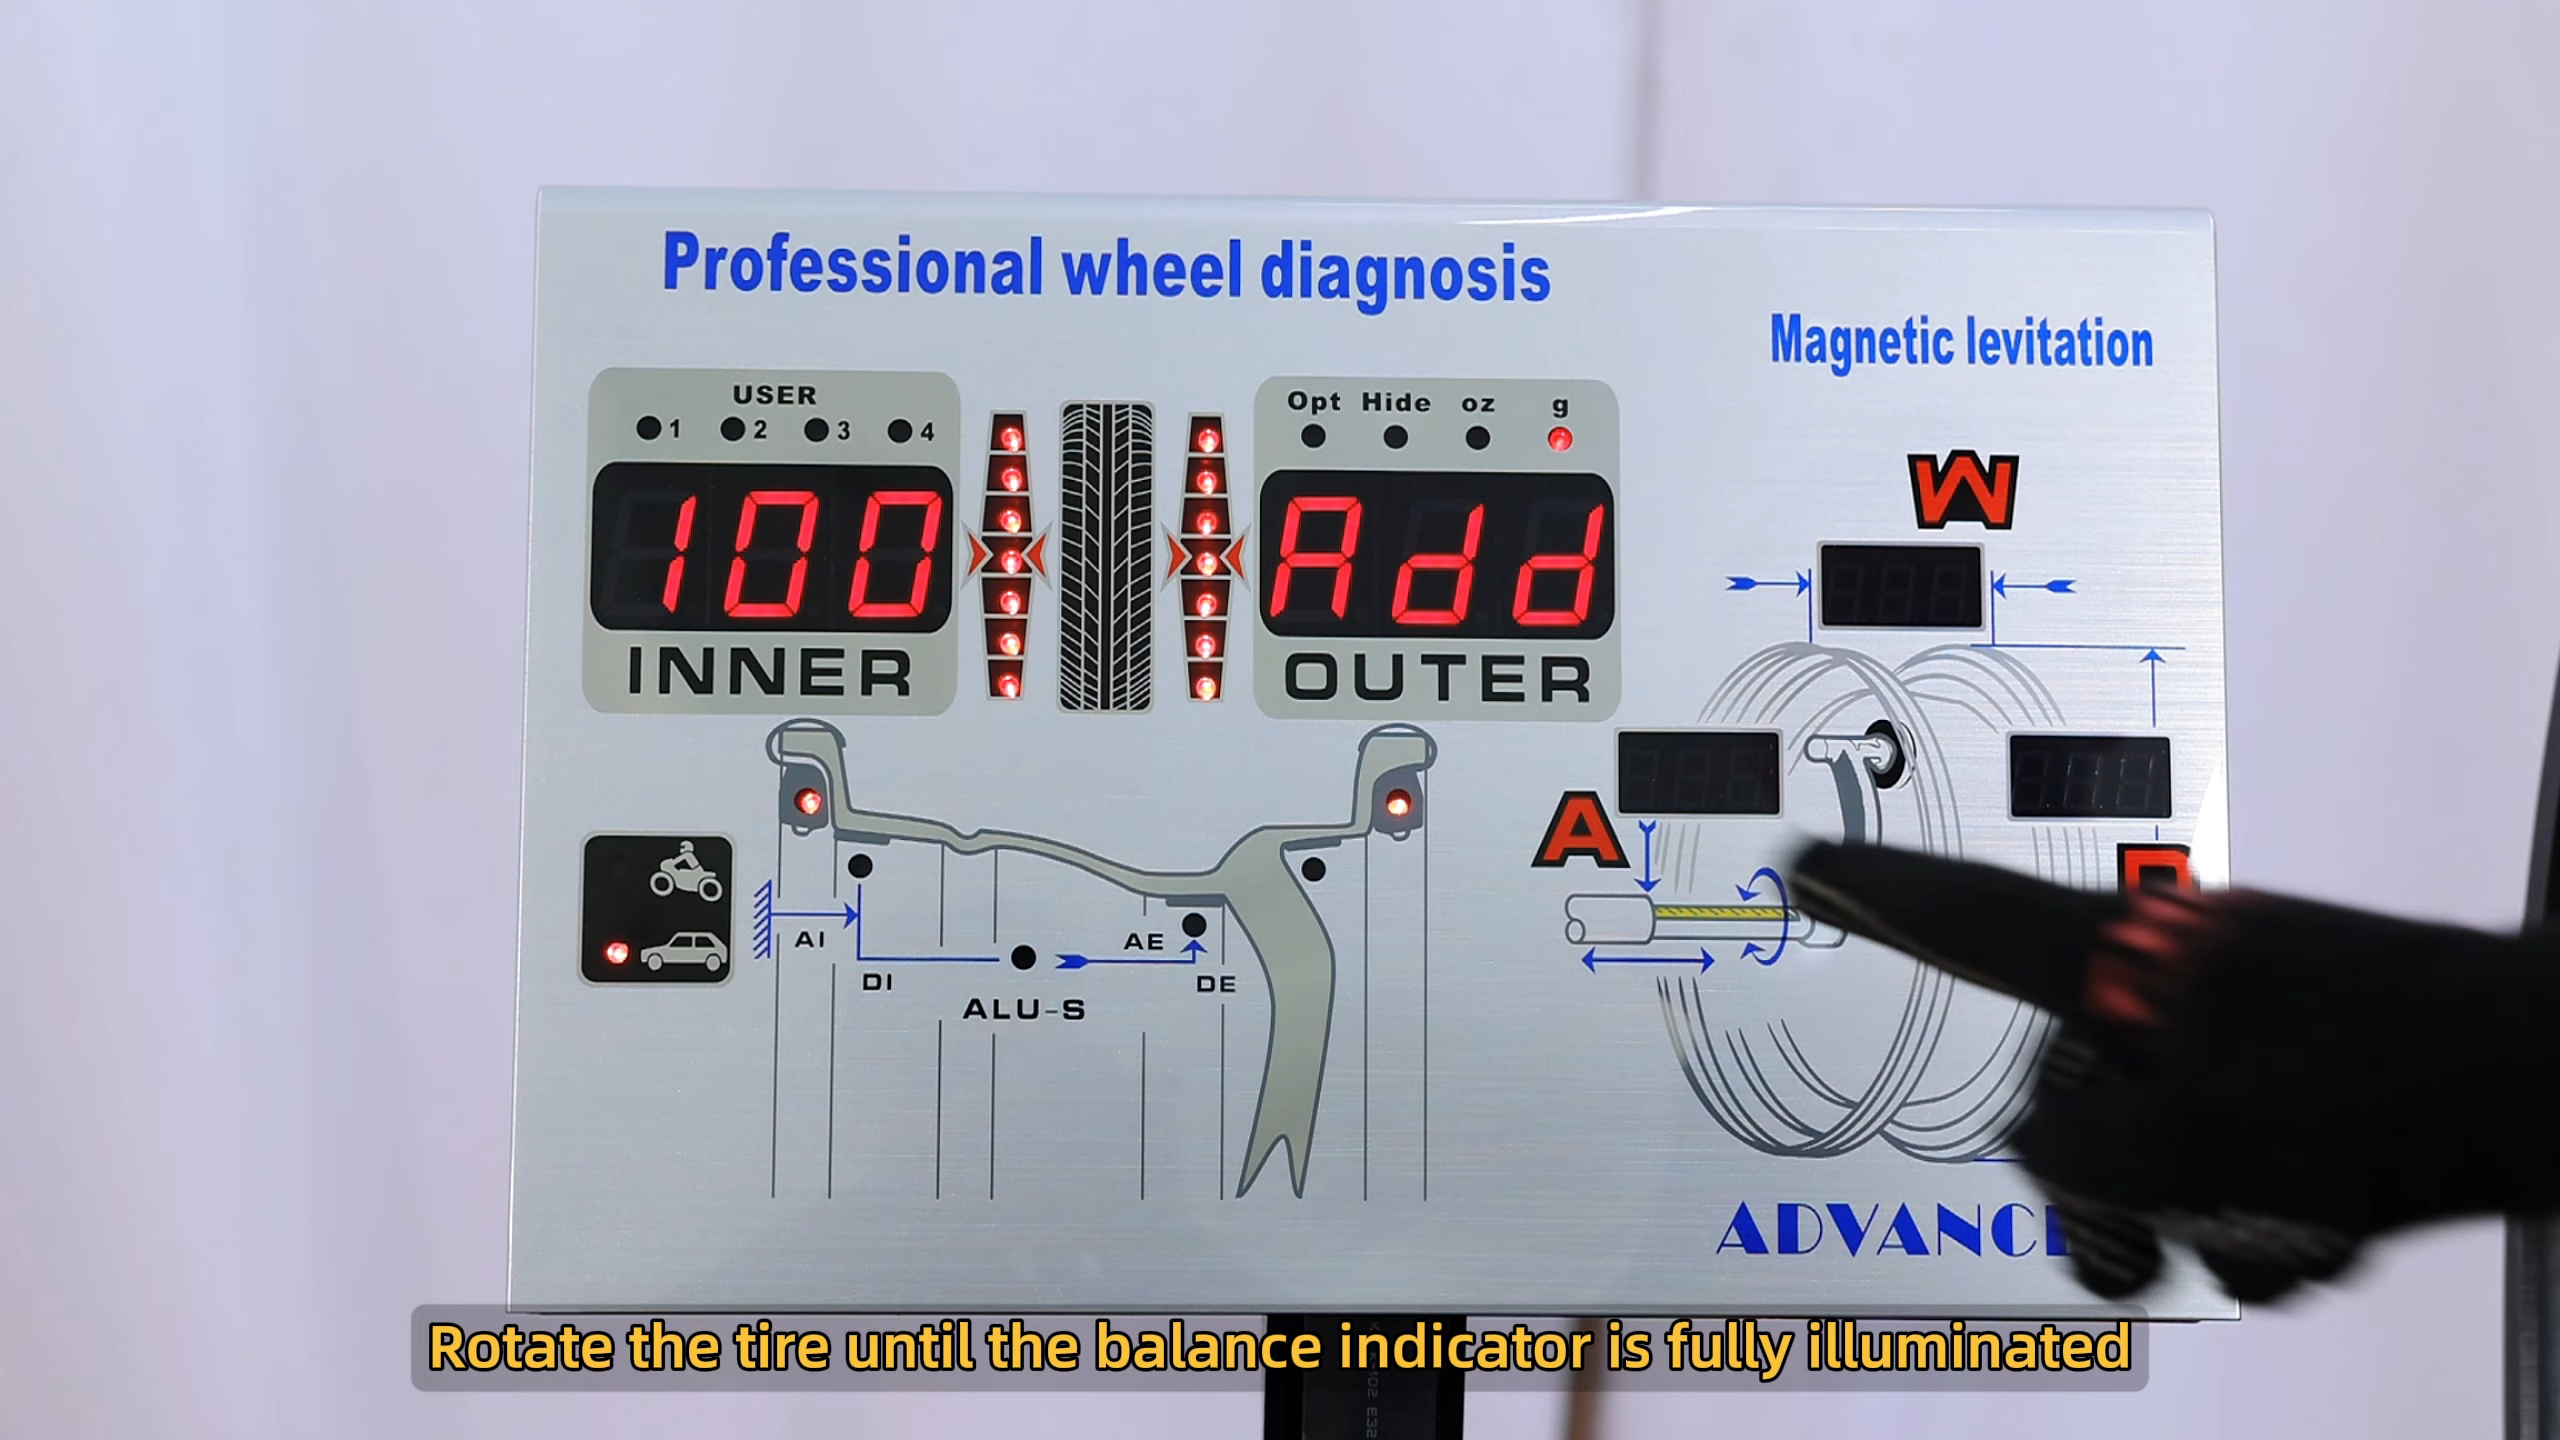 Professional wheel diagnosis
Magnetic levitation
USER
1 2 3 4
100
INNER
Opt Hide oz g
Add
OUTER
W
A
AI
DI
AE
DE
ALU-S
Rotate the tire until the balance indicator is fully illuminated